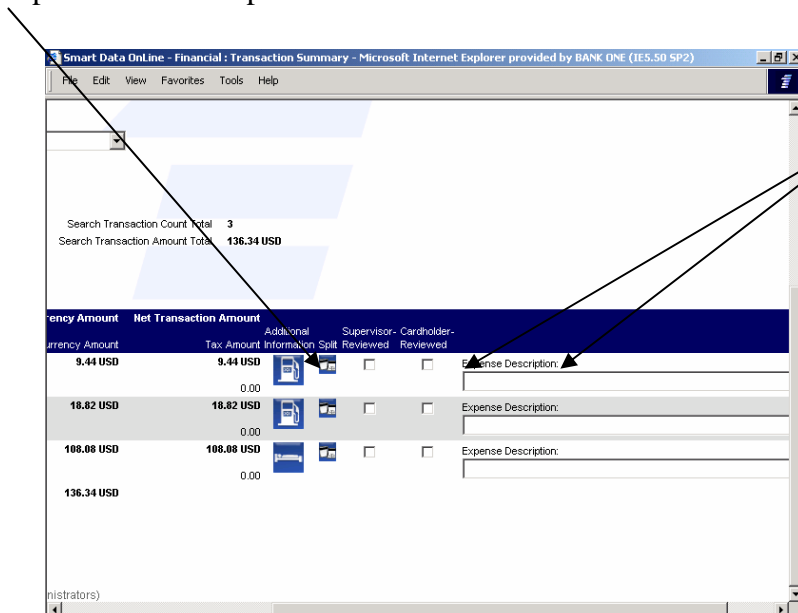 Smart Data OnLine - Financial : Transaction Summary - Microsoft Internet Explorer provided by BANK ONE (IE5.50 SP2)
File Edit View Favorites Tools Help
Search Transaction Count Total 3
Search Transaction Amount Total 136.34 USD
Amount Net Transaction Amount
Additional Supervisor- Cardholder-
Amount Tax Amount Information Split Reviewed Reviewed
9.44 USD 9.44 USD Expense Description:
0.00
18.82 USD 18.82 USD Expense Description:
0.00
108.08 USD 108.08 USD Expense Description:
0.00
136.34 USD
nistrators)